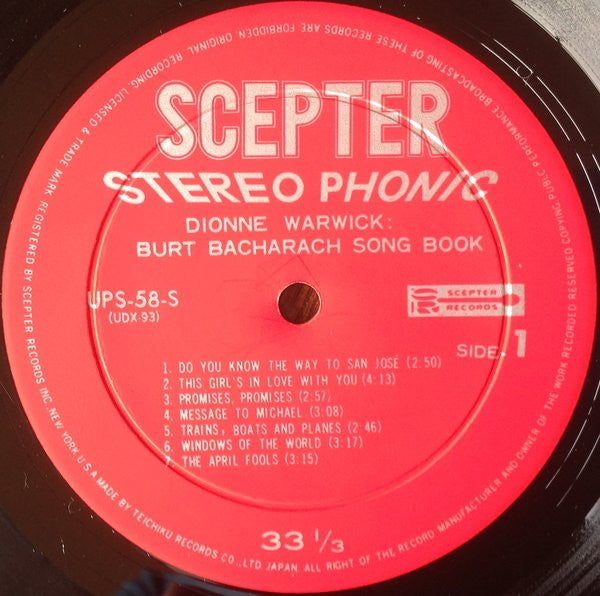 SCEPTER
STEREO PHONIC
DIONNE WARWICK:
BURT BACHARACH SONG BOOK
UPS-58-S
(UDX-93)
SR SCEPTER
RECORDS
SIDE. 1
1. DO YOU KNOW THE WAY TO SAN JOSÉ (2:50)
2. THIS GIRL'S IN LOVE WITH YOU (4:13)
3. PROMISES, PROMISES (2:57)
4. MESSAGE TO MICHAEL (3:08)
5. TRAINS, BOATS AND PLANES (2:46)
6. WINDOWS OF THE WORLD (3:17)
7 THE APRIL FOOLS (3:15)
33 1/3
TRADE MARK REGISTERED BY SCEPTER RECORDS INC. NEW YORK U.S.A MADE BY TEICHIKU RECORDS CO., LTD. JAPAN. ALL RIGHT OF THE RECORD MANUFACTURER AND OWNER OF THE WORK RECORDED RESERVED COPYING PUBLIC PERFORMANCE BROADCASTING OF THESE RECORDS ARE FORBIDDEN. ORIGINAL RECORDING. LICENSED &